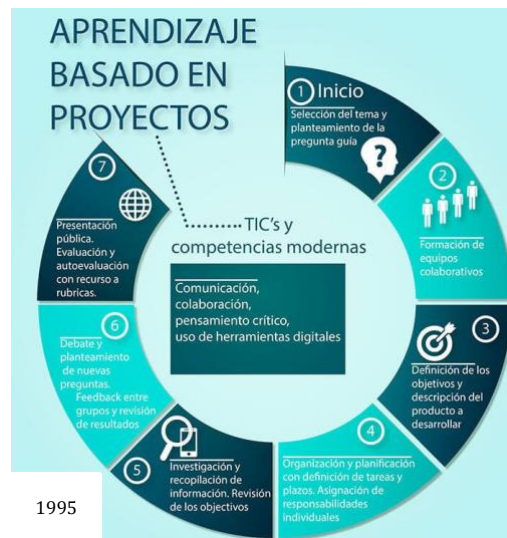 APRENDIZAJE
BASADO EN
PROYECTOS
1 Inicio
Selección del tema y
planteamiento de la
pregunta guía
?
2
Formación de
equipos
colaborativos
3
Definición de los
objetivos y
descripción del
producto a
desarrollar
4
Organización y planificación
con definición de tareas y
plazos. Asignación de
responsabilidades
individuales
5
Investigación y
recopilación de
información. Revisión
de los objetivos
6
Debate y
planteamiento
de nuevas
preguntas.
Feedback entre
grupos y revisión
de resultados
7
Presentación
pública.
Evaluación y
autoevaluación
con recurso a
rubricas.
TIC's y
competencias modernas
Comunicación,
colaboración,
pensamiento crítico,
uso de herramientas digitales
1995